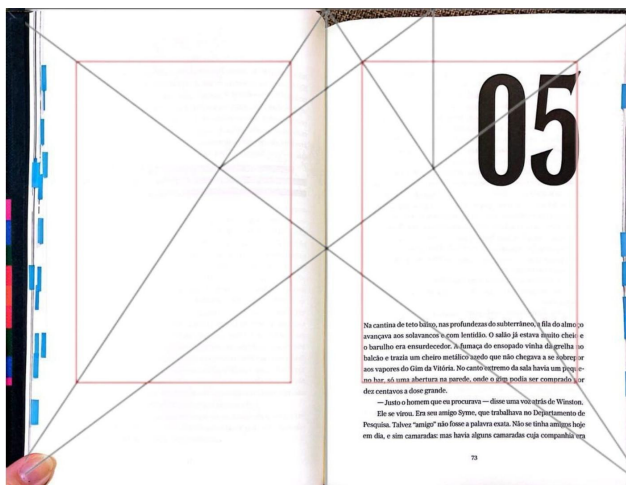 05
Na cantina de teto baixo, nas profundezas do subterrâneo, a fila do almoço
avançava aos solavancos e com lentidão. O salão já estava muito cheio e
o barulho era ensurdecedor. A fumaça do ensopado vinha da grelha no
balcão e trazia um cheiro metálico azedo que não chegava a se sobrepor
aos vapores do Gim da Vitória. No canto extremo da sala havia um peque-
no bar, só uma abertura na parede, onde o gim podia ser comprado por
dez centavos a dose grande.
— Justo o homem que eu procurava — disse uma voz atrás de Winston.
Ele se virou. Era seu amigo Syme, que trabalhava no Departamento de
Pesquisa. Talvez “amigo” não fosse a palavra exata. Não se tinha amigos hoje
em dia, e sim camaradas: mas havia alguns camaradas cuja companhia era
73